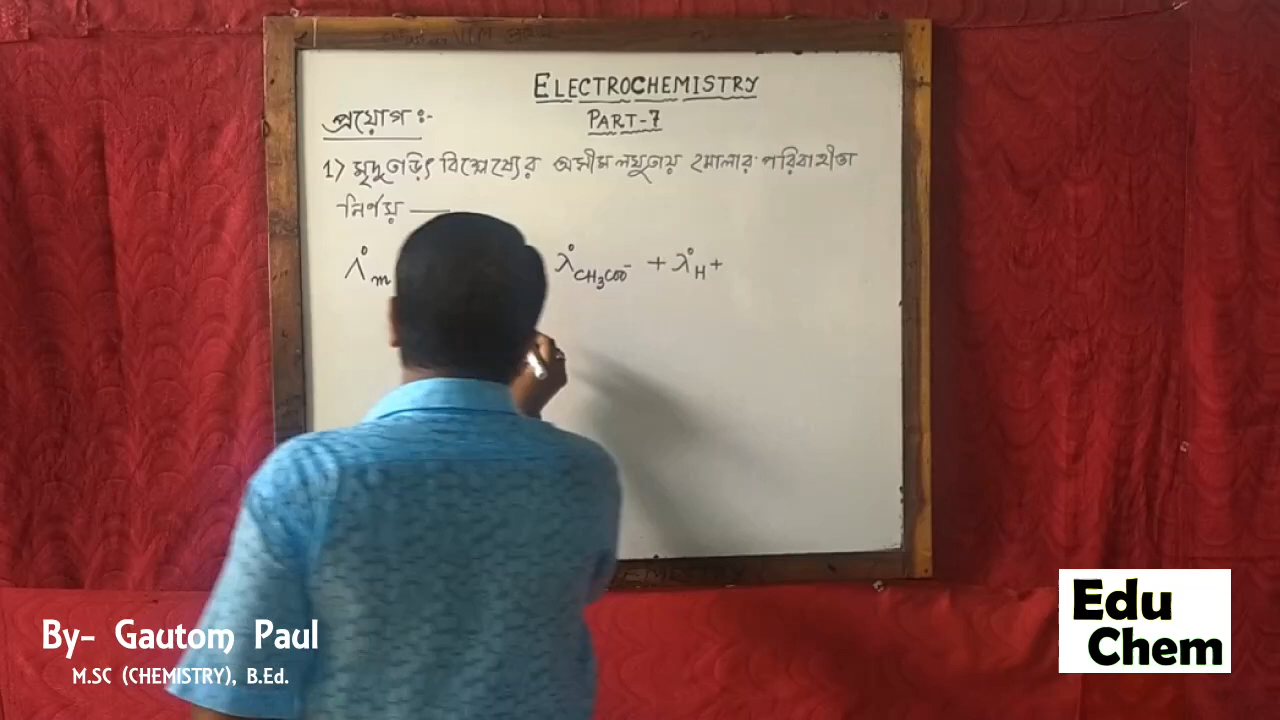 ELECTROCHEMISTRY
PART-7
প্রয়োগ :-
1) মৃদু তড়িৎ বিশ্লেষ্যের অসীম লঘুতায় মোলার পরিবাহীতা
নির্ণয় —
λ°m λ°CH₃COO⁻ + λ°H+
By- Gautom Paul
M.SC (CHEMISTRY), B.Ed.
Edu
Chem